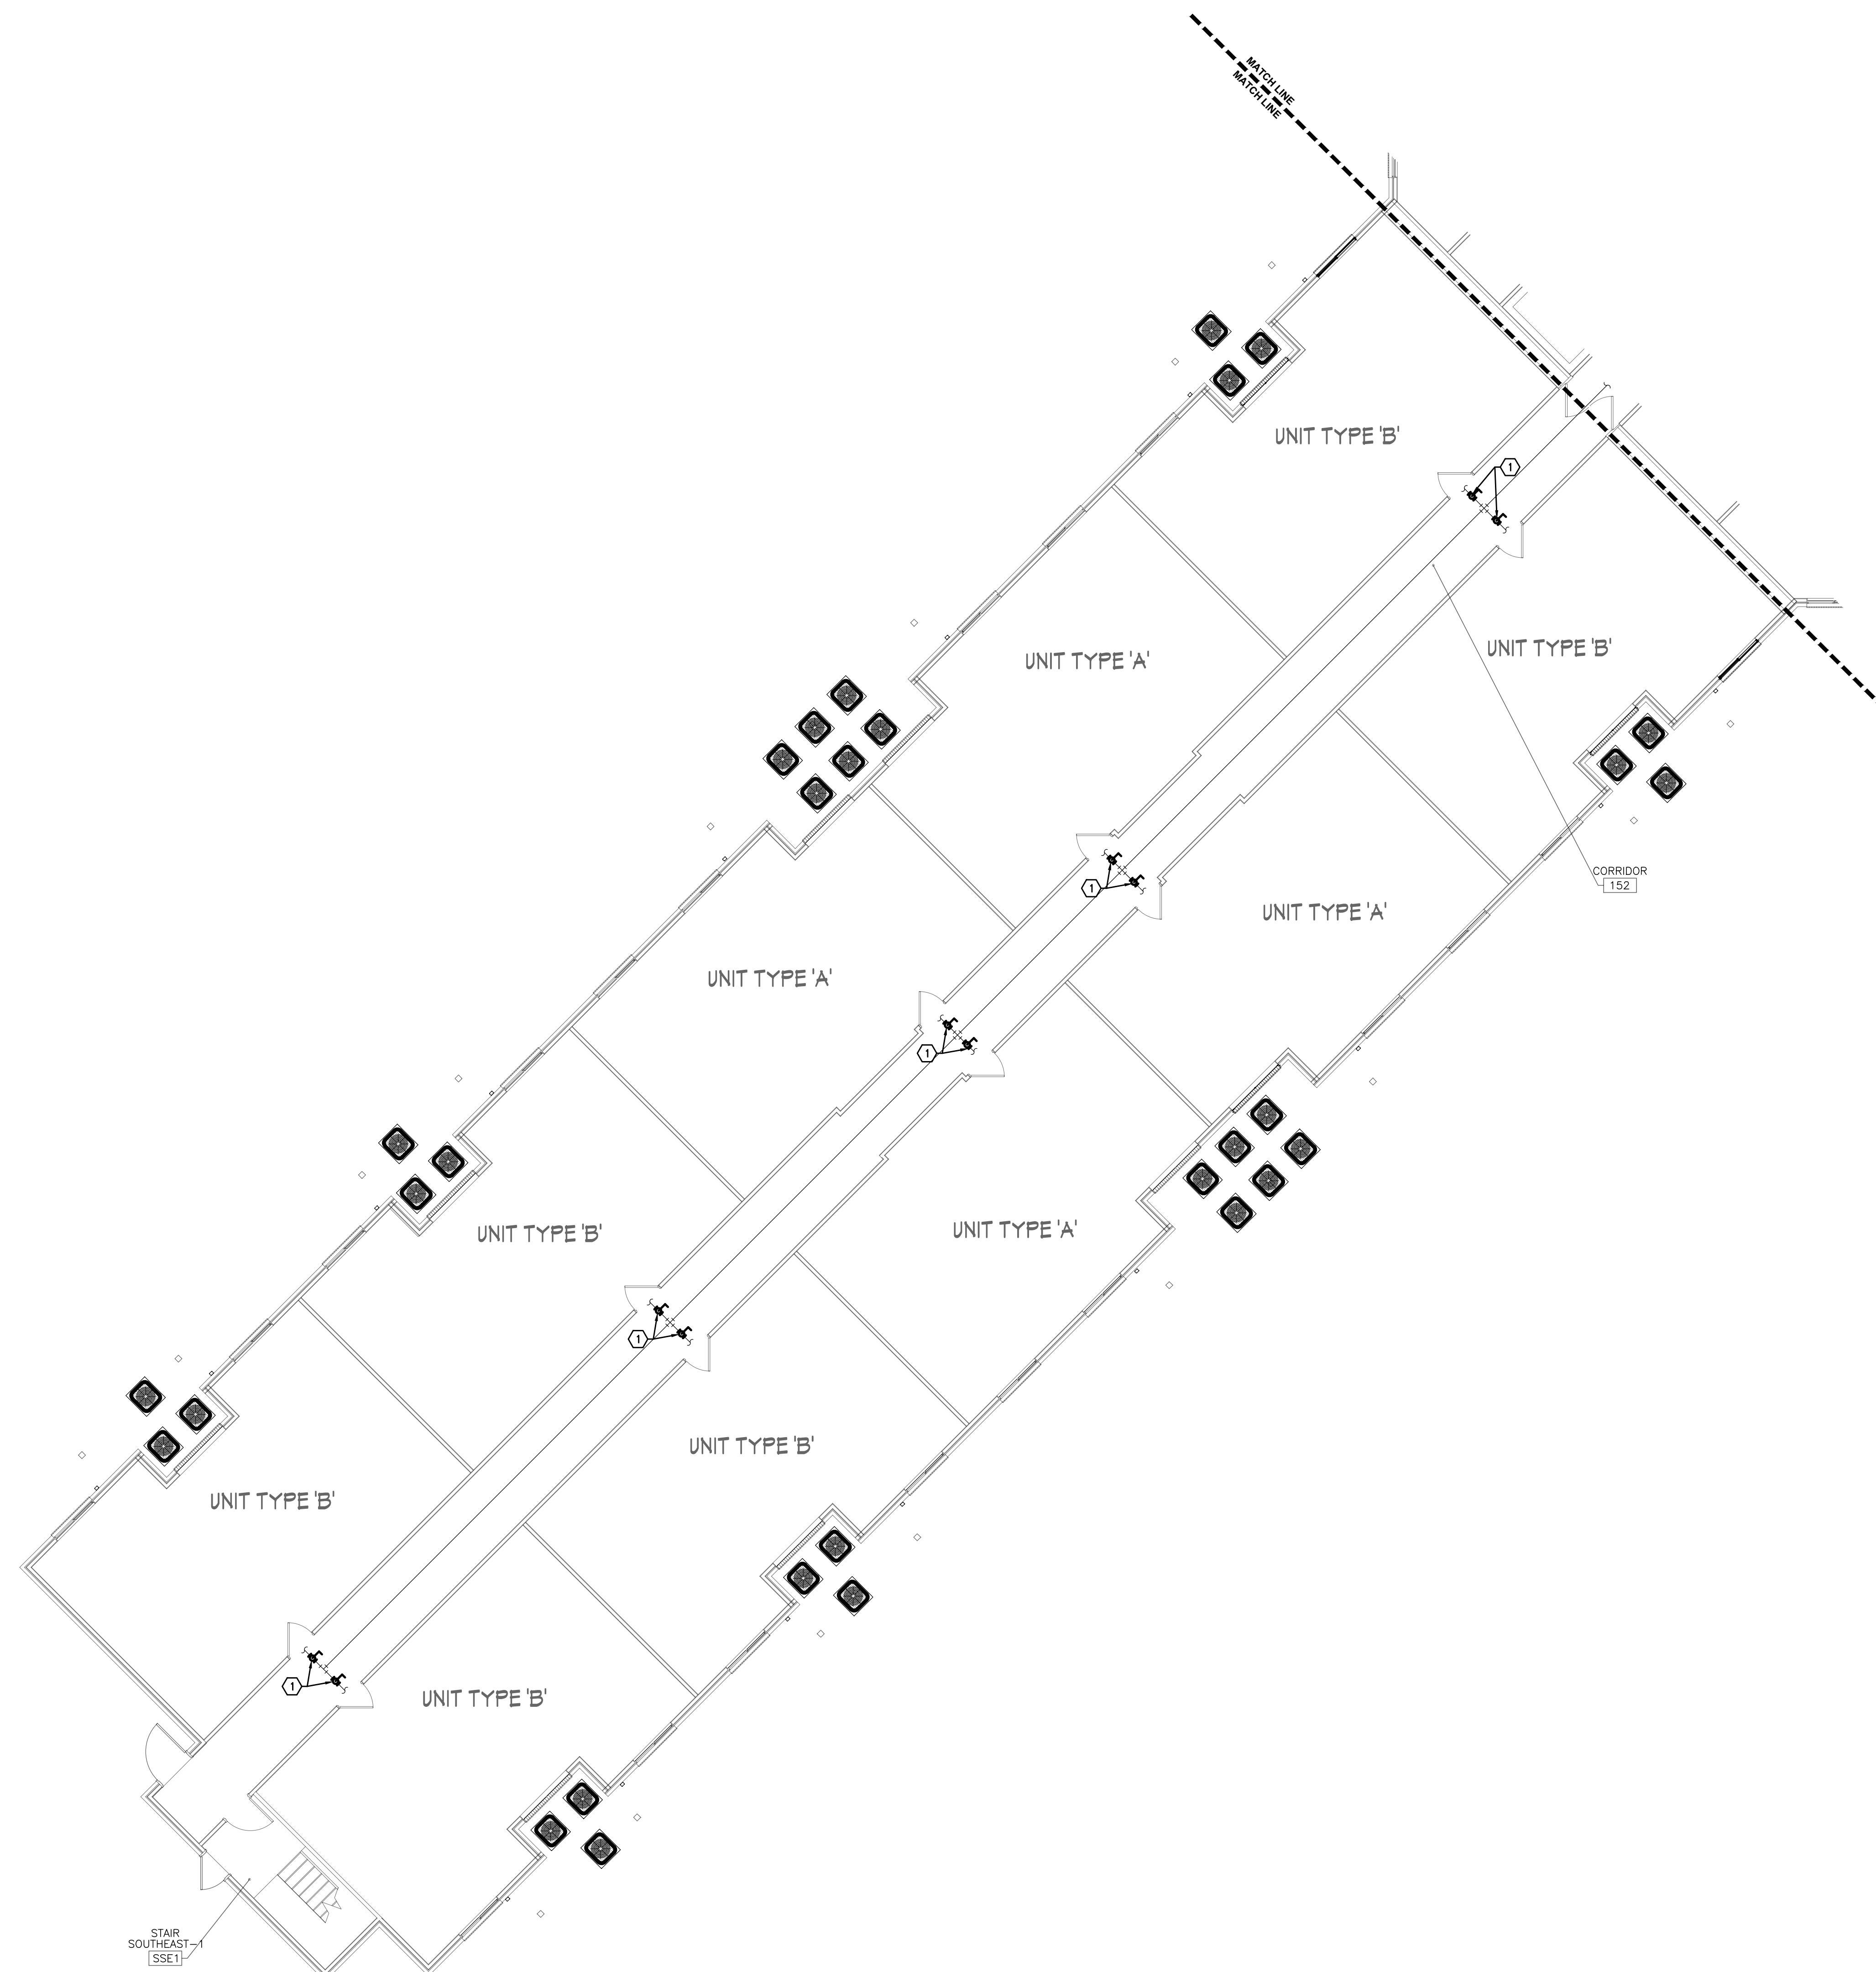 MATCH LINE
MATCH LINE
UNIT TYPE 'B'
1
UNIT TYPE 'B'
UNIT TYPE 'A'
CORRIDOR
152
1
UNIT TYPE 'A'
UNIT TYPE 'A'
1
UNIT TYPE 'A'
UNIT TYPE 'B'
1
UNIT TYPE 'B'
UNIT TYPE 'B'
1
UNIT TYPE 'B'
STAIR
SOUTHEAST-1
SSE1